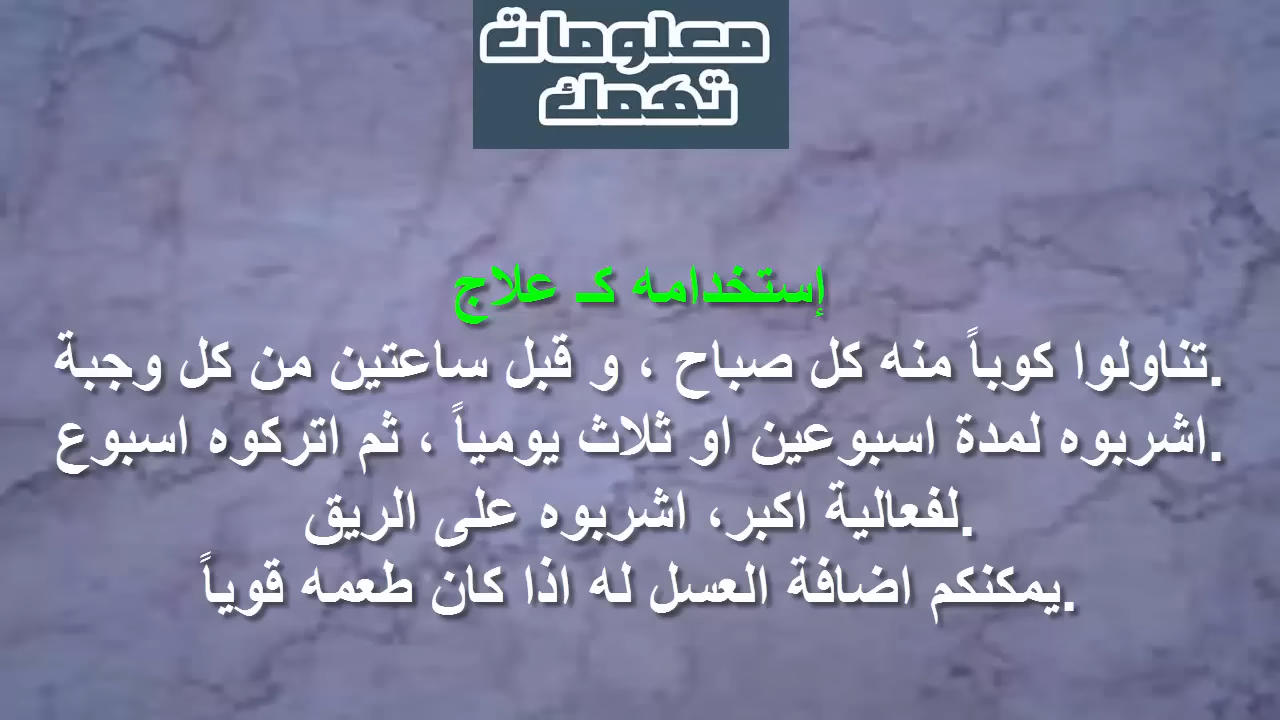 معلومات
تهمك
إستخدامه كـ علاج
.تناولوا كوباً منه كل صباح ، و قبل ساعتين من كل وجبة
.اشربوه لمدة اسبوعين او ثلاث يومياً ، ثم اتركوه اسبوع
.لفعالية اكبر، اشربوه على الريق
.يمكنكم اضافة العسل له اذا كان طعمه قوياً